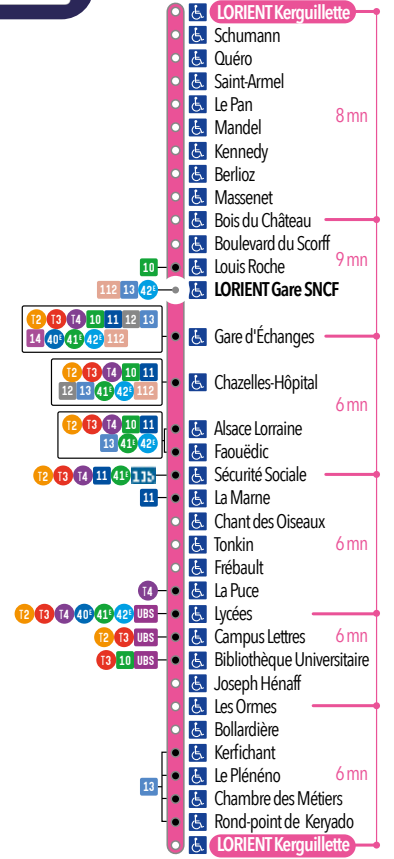 LORIENT Kerguillette
Schumann
Quéro
Saint-Armel
Le Pan
8 mn
Mandel
Kennedy
Berlioz
Massenet
Bois du Château
Boulevard du Scorff
9 mn
10 Louis Roche
112 13 42E LORIENT Gare SNCF
T2 T3 T4 10 11 12 13
14 40E 41E 42E 112
Gare d'Échanges
T2 T3 T4 10 11
12 13 41E 42E 112
Chazelles-Hôpital
6 mn
T2 T3 T4 10 11
13 41E 42E
Alsace Lorraine
Faouëdic
T2 T3 T4 11 41E Sécurité Sociale
11 La Marne
Chant des Oiseaux
Tonkin 6 mn
Frébault
T4 La Puce
T2 T3 T4 40E 41E 42E UBS Lycées
T2 T3 UBS Campus Lettres 6 mn
T3 10 UBS Bibliothèque Universitaire
Joseph Hénaff
Les Ormes
Bollardière
Kerfichant
13 Le Plénéno 6 mn
Chambre des Métiers
Rond-point de Keryado
LORIENT Kerguillette